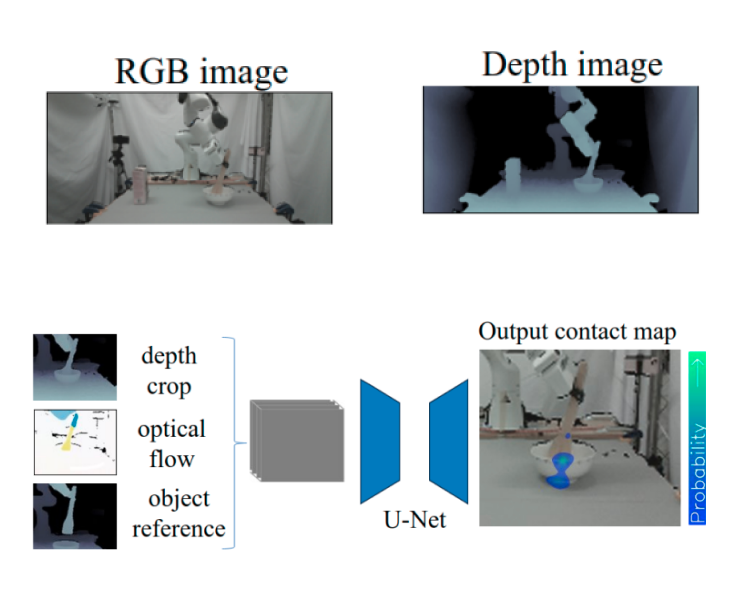 RGB image
Depth image
depth
crop
optical
flow
object
reference
U-Net
Output contact map
Probability